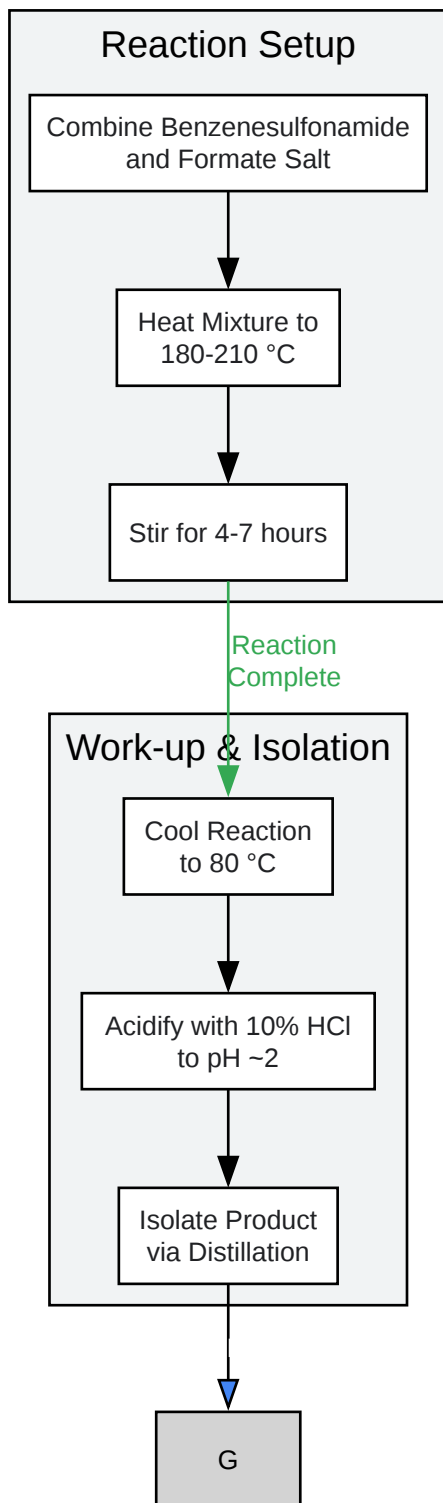 Reaction Setup
Combine Benzenesulfonamide
and Formate Salt
Heat Mixture to
180-210 °C
Stir for 4-7 hours
Reaction
Complete
Work-up & Isolation
Cool Reaction
to 80 °C
Acidify with 10% HCl
to pH ~2
Isolate Product
via Distillation
G